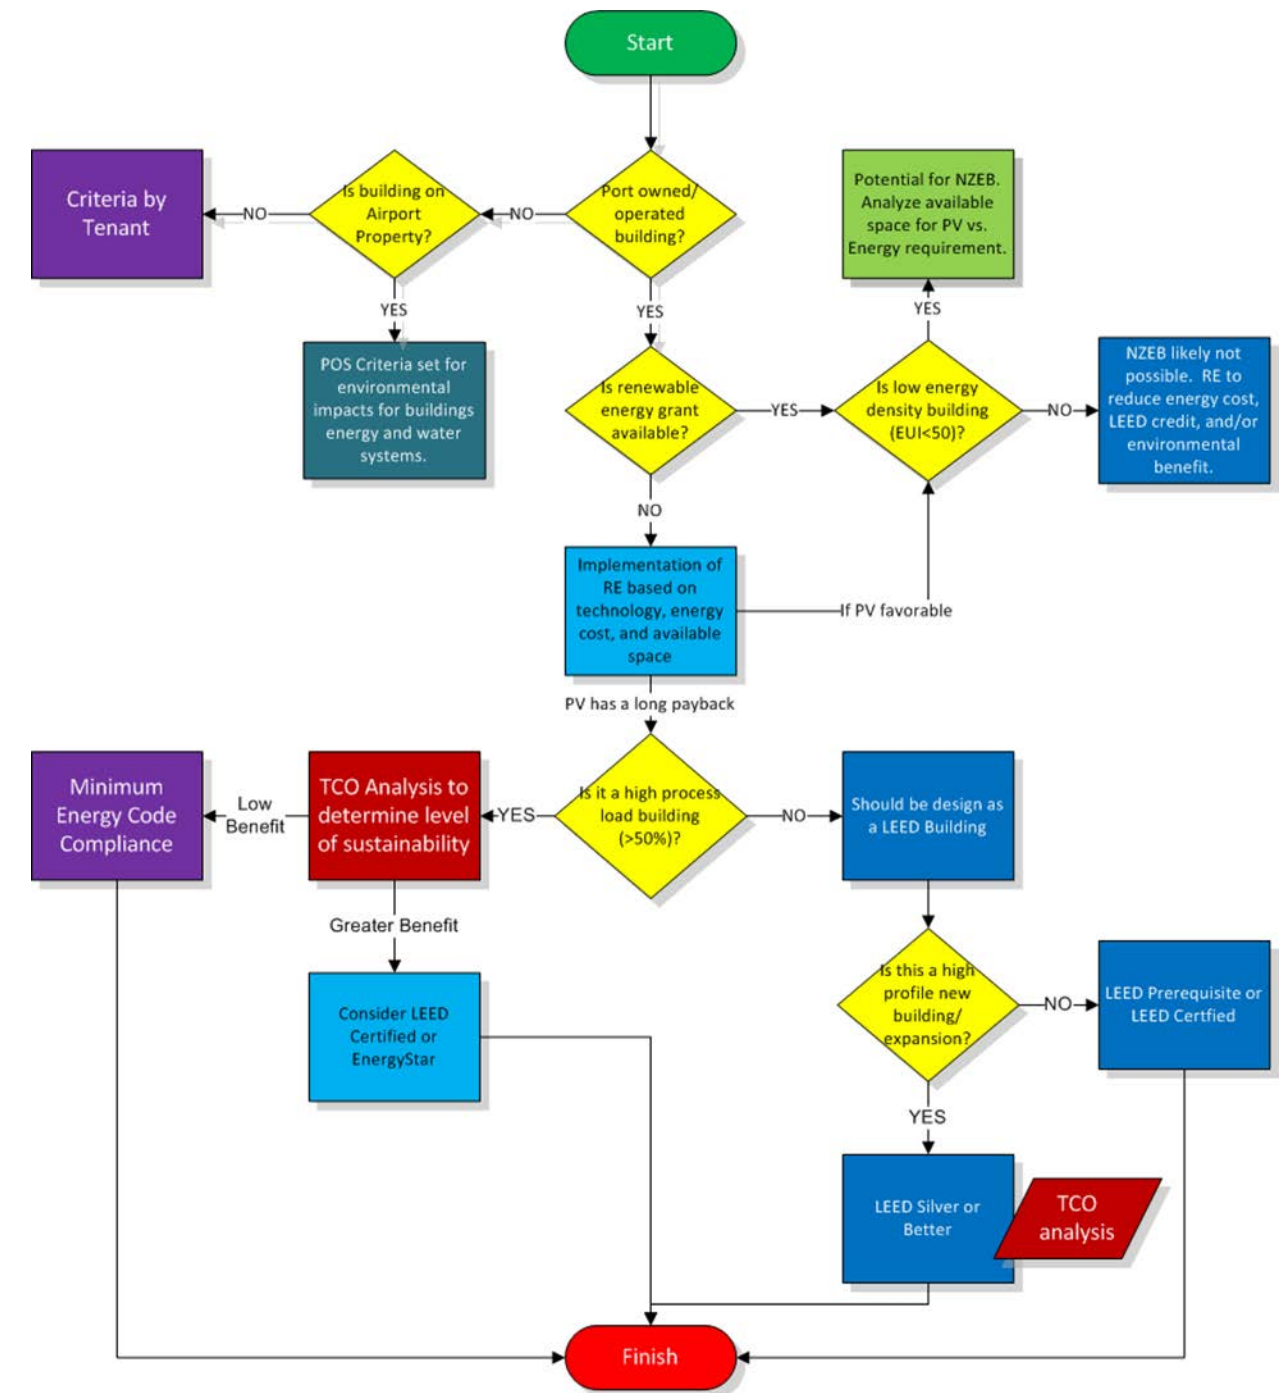 Start
Criteria by
Tenant
NO
Is building on
Airport
Property?
NO
Port owned/
operated
building?
Potential for NZEB.
Analyze available
space for PV vs.
Energy requirement.
YES
YES
YES
POS Criteria set for
environmental
impacts for buildings
energy and water
systems.
Is renewable
energy grant
available?
YES
Is low energy
density building
(EUI<50)?
NO
NZEB likely not
possible. RE to
reduce energy cost,
LEED credit, and/or
environmental
benefit.
NO
Implementation of
RE based on
technology, energy
cost, and available
space
If PV favorable
PV has a long payback
Minimum
Energy Code
Compliance
Low
Benefit
TCO Analysis to
determine level
of sustainability
YES
Is it a high process
load building
(>50%)?
NO
Should be design as
a LEED Building
Greater Benefit
Consider LEED
Certified or
EnergyStar
Is this a high
profile new
building/
expansion?
NO
LEED Prerequisite or
LEED Certfied
YES
LEED Silver or
Better
TCO
analysis
Finish